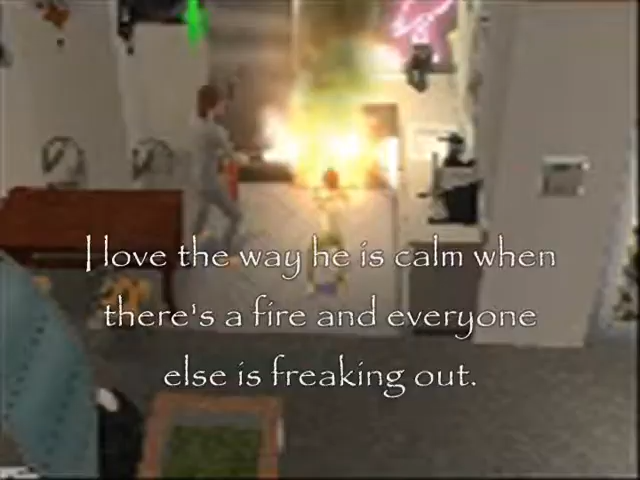 I love the way he is calm when
there's a fire and everyone
else is freaking out.